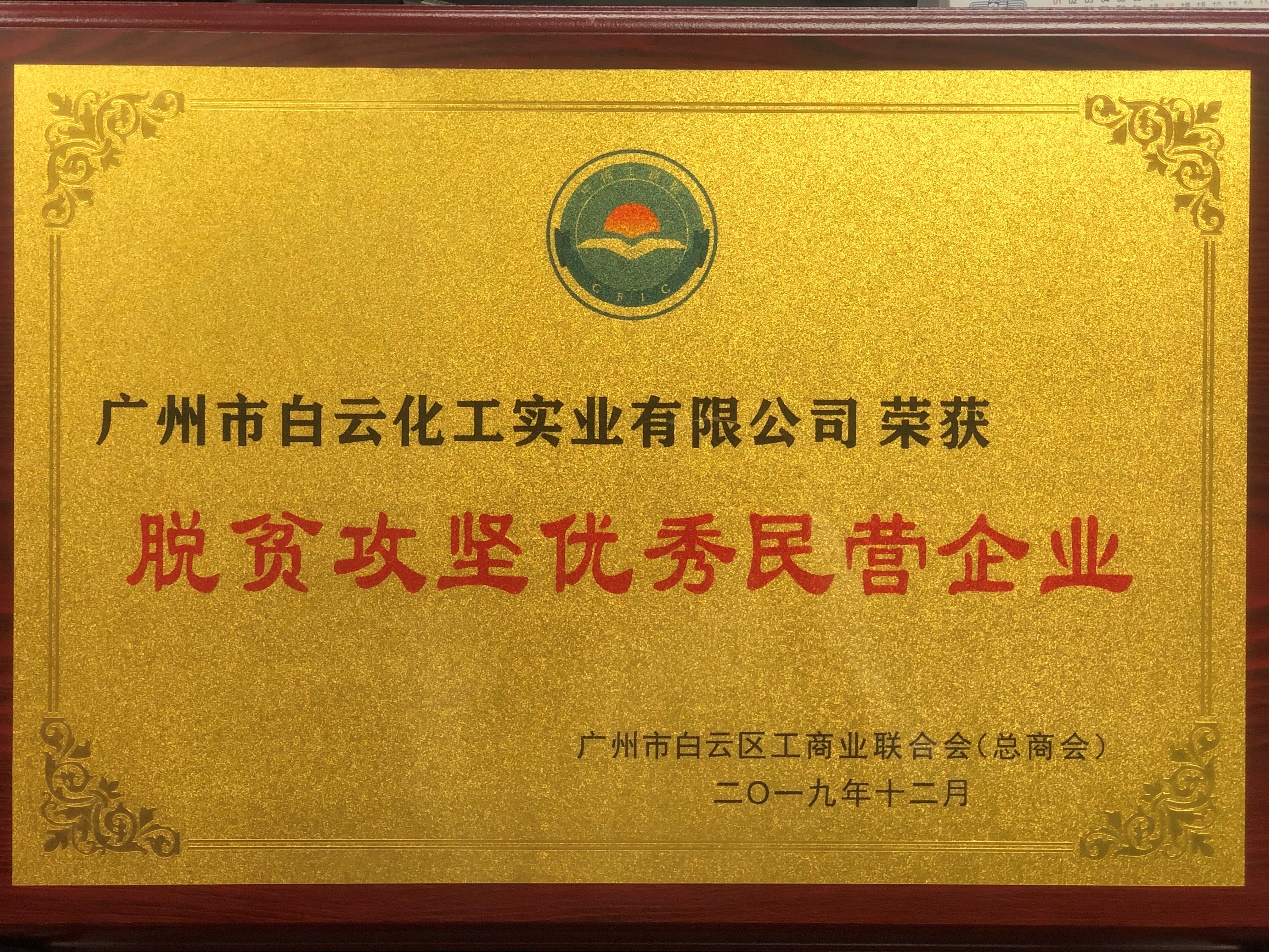 CFIC
广州市白云化工实业有限公司 荣获
脱贫攻坚优秀民营企业
广州市白云区工商业联合会(总商会)
二〇一九年十二月